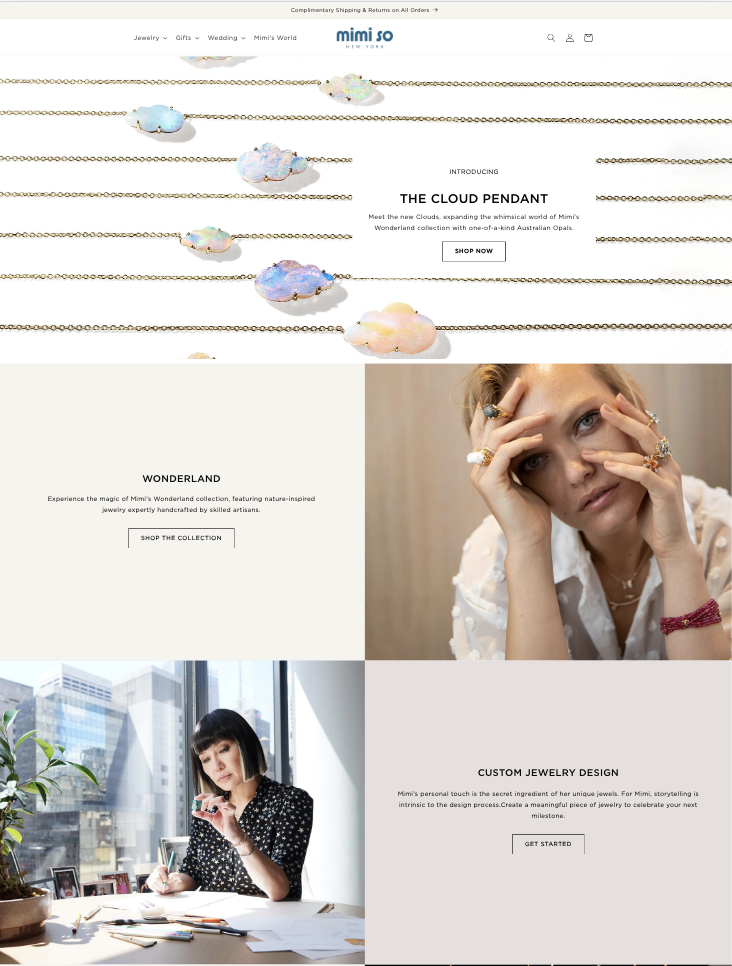 Complimentary Shipping & Returns on All Orders →
Jewelry Gifts Wedding Mimi's World
mimi so
NEW YORK
INTRODUCING
THE CLOUD PENDANT
Meet the new Clouds, expanding the whimsical world of Mimi's
Wonderland collection with one-of-a-kind Australian Opals.
SHOP NOW
WONDERLAND
Experience the magic of Mimi's Wonderland collection, featuring nature-inspired
jewelry expertly handcrafted by skilled artisans.
SHOP THE COLLECTION
CUSTOM JEWELRY DESIGN
Mimi's personal touch is the secret ingredient of her unique jewels. For Mimi, storytelling is
intrinsic to the design process.Create a meaningful piece of jewelry to celebrate your next
milestone.
GET STARTED